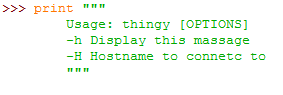 >>> print """
Usage: thingy [OPTIONS]
-h Display this massage
-H Hostname to connetc to
"""